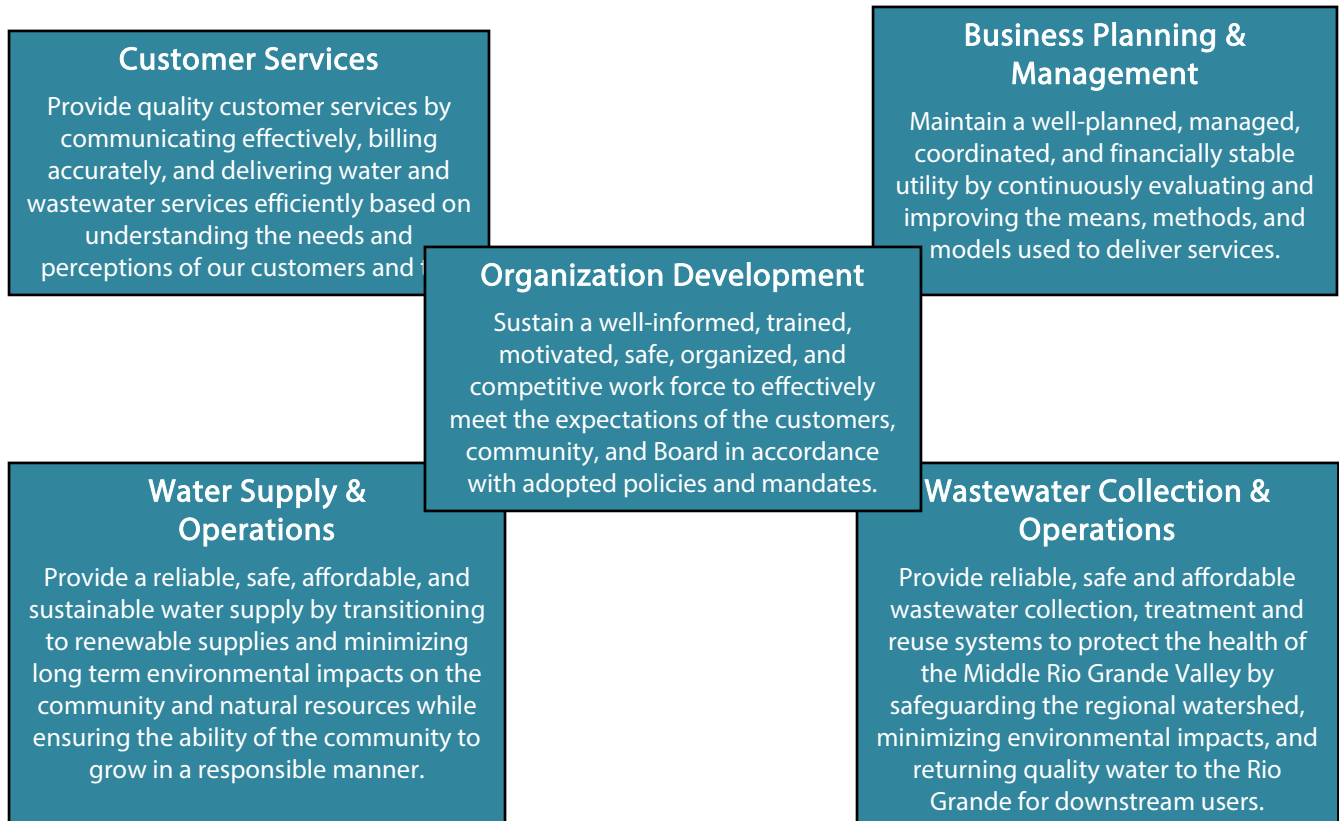 Customer Services
Provide quality customer services by
communicating effectively, billing
accurately, and delivering water and
wastewater services efficiently based on
understanding the needs and
perceptions of our customers and
Business Planning &
Management
Maintain a well-planned, managed,
coordinated, and financially stable
utility by continuously evaluating and
improving the means, methods, and
models used to deliver services.
Organization Development
Sustain a well-informed, trained,
motivated, safe, organized, and
competitive work force to effectively
meet the expectations of the customers,
community, and Board in accordance
with adopted policies and mandates.
Water Supply &
Operations
Provide a reliable, safe, affordable, and
sustainable water supply by transitioning
to renewable supplies and minimizing
long term environmental impacts on the
community and natural resources while
ensuring the ability of the community to
grow in a responsible manner.
Wastewater Collection &
Operations
Provide reliable, safe and affordable
wastewater collection, treatment and
reuse systems to protect the health of
the Middle Rio Grande Valley by
safeguarding the regional watershed,
minimizing environmental impacts, and
returning quality water to the Rio
Grande for downstream users.